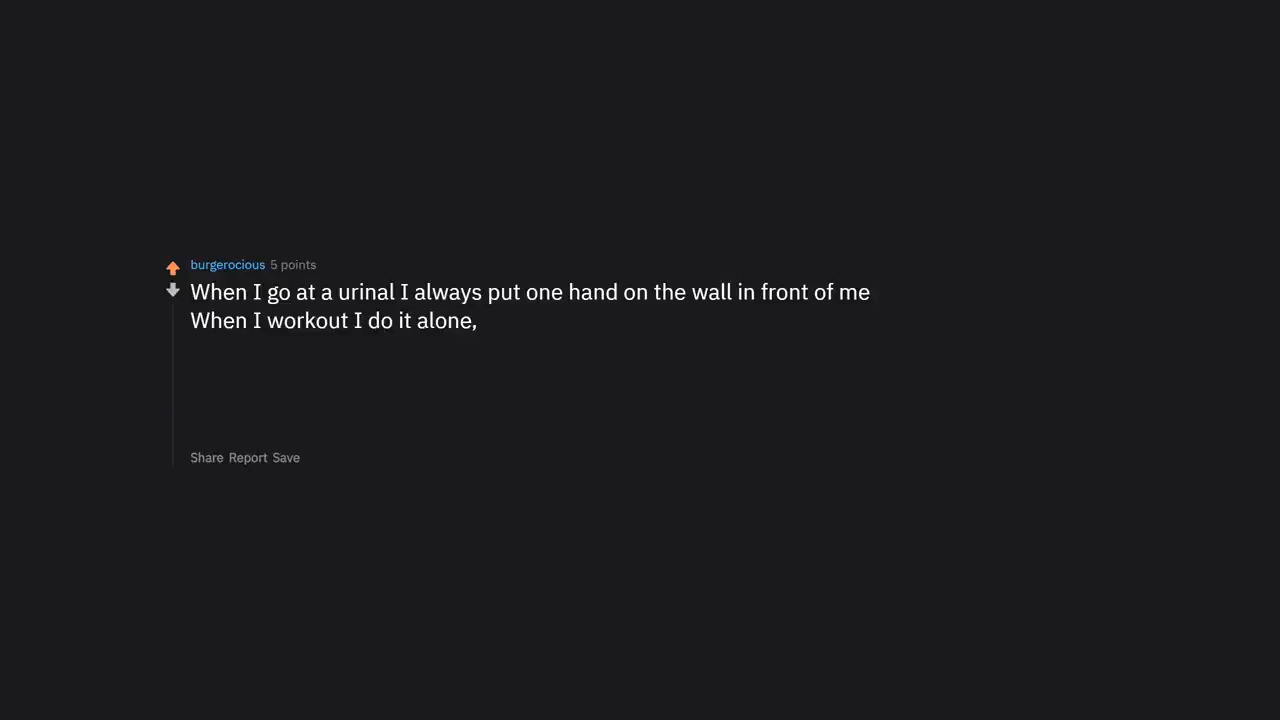 burgerocious 5 points
When I go at a urinal I always put one hand on the wall in front of me
When I workout I do it alone,
Share Report Save